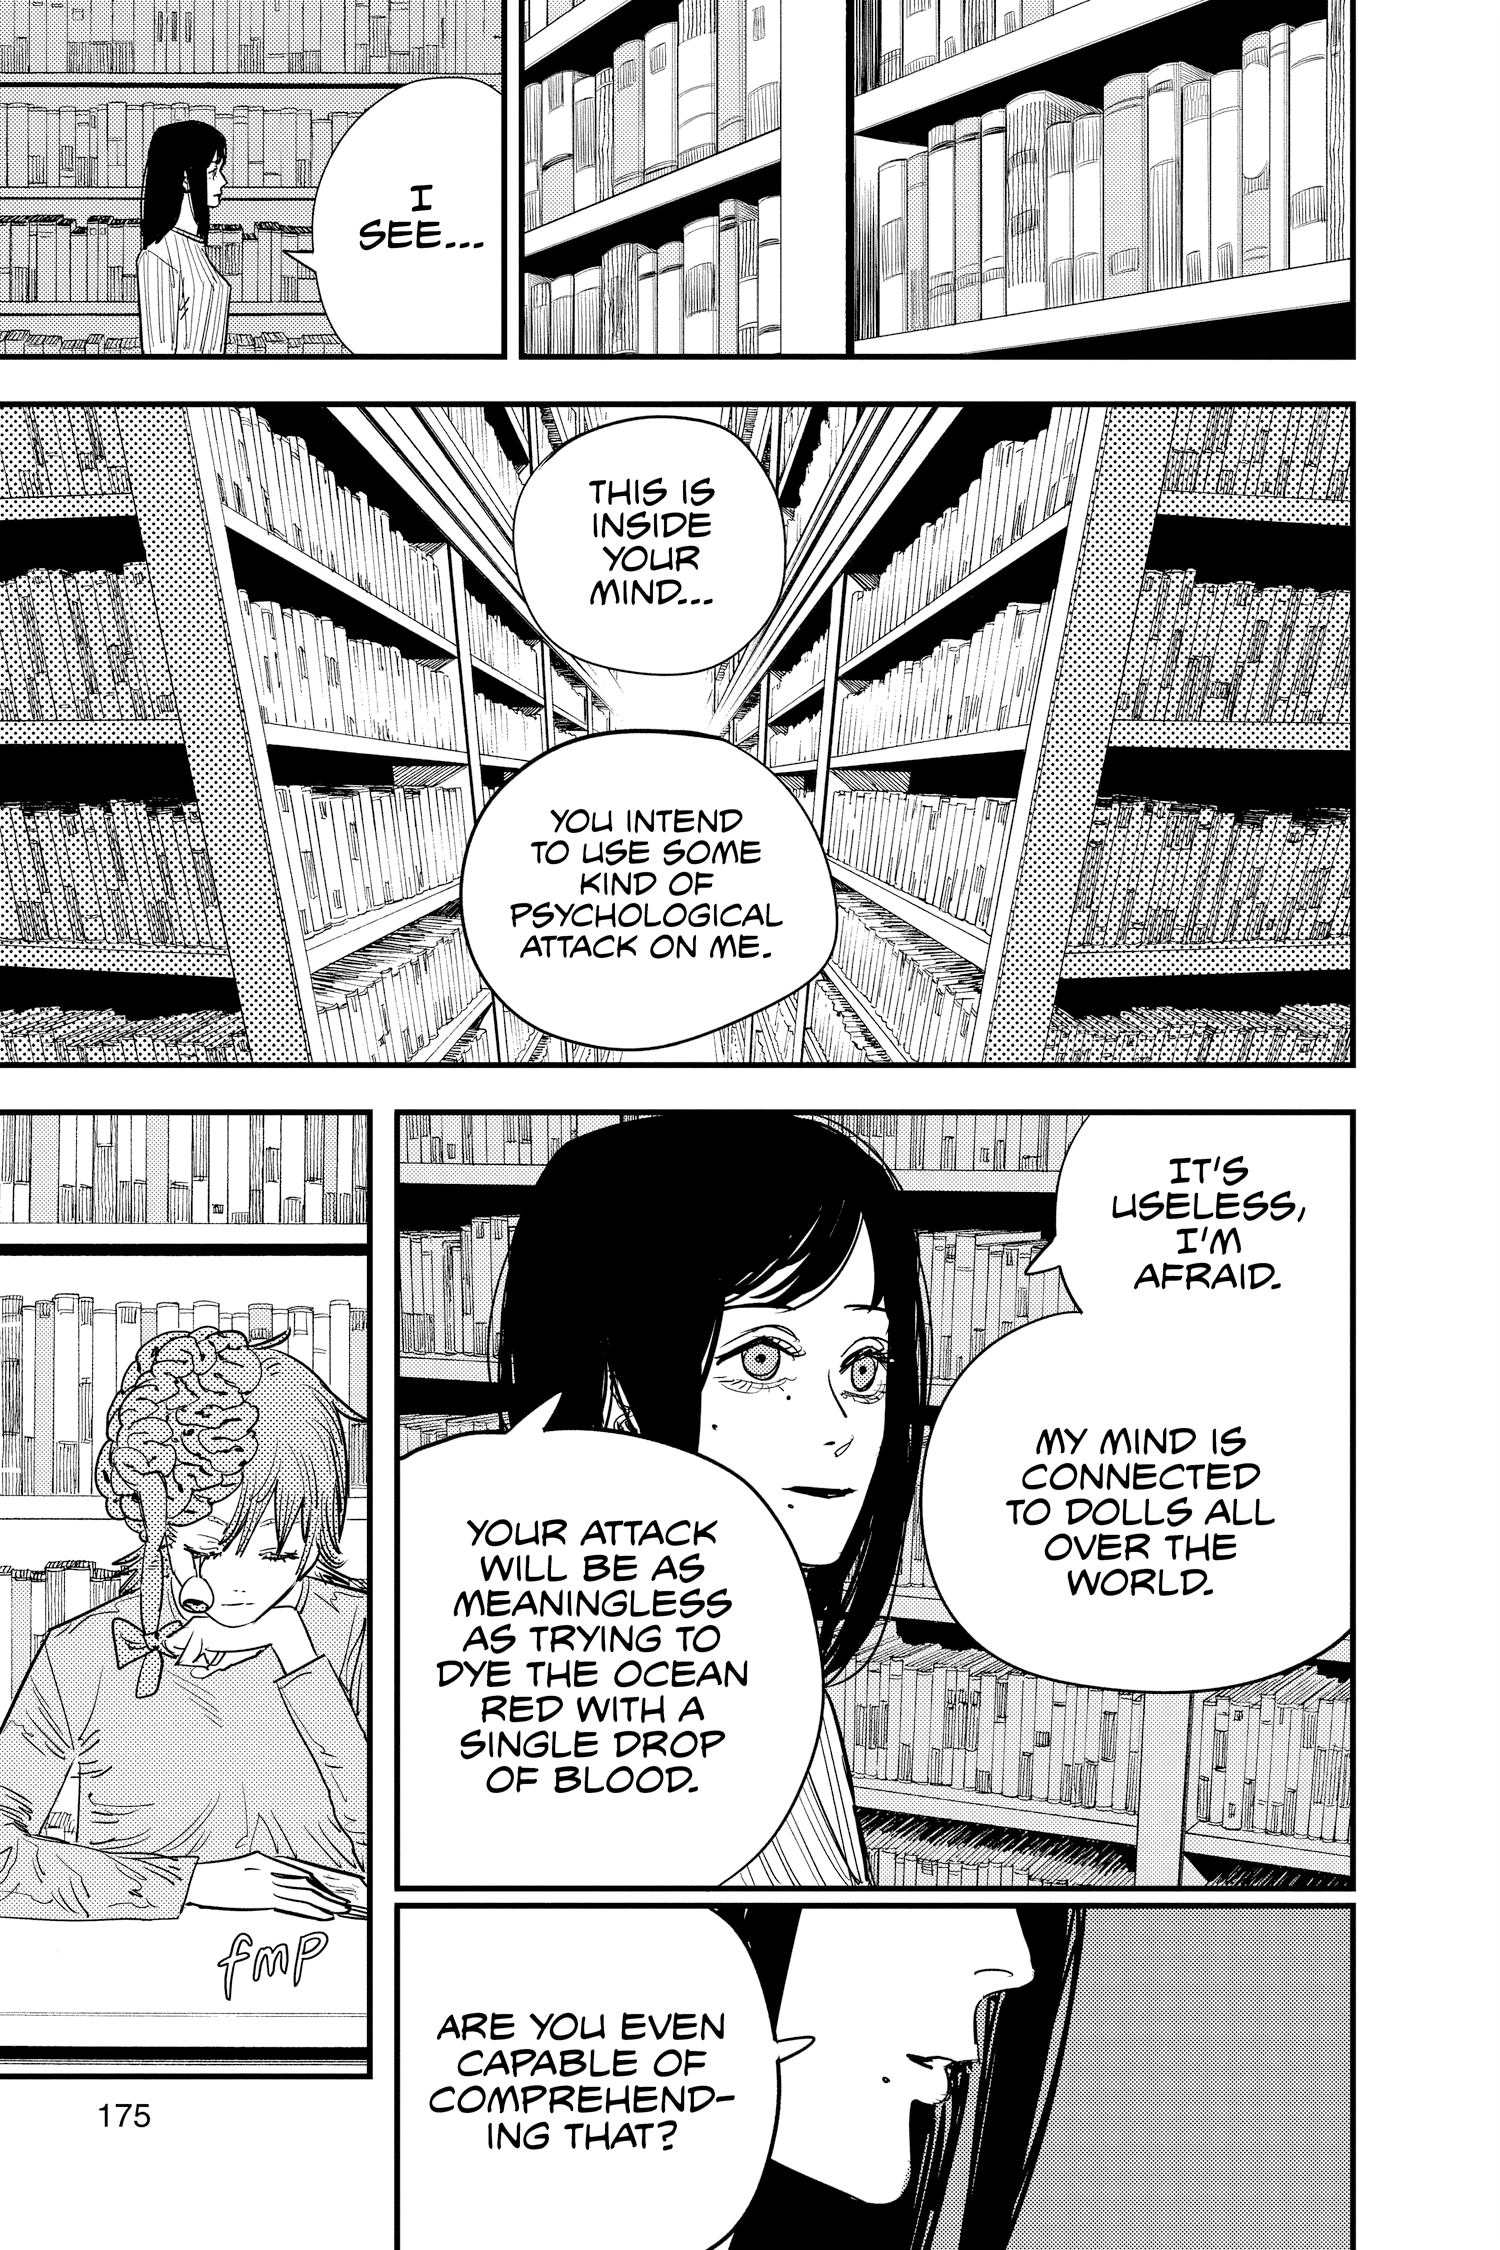 I
SEE...
THIS IS
INSIDE
YOUR
MIND...
YOU INTEND
TO USE SOME
KIND OF
PSYCHOLOGICAL
ATTACK ON ME.
IT'S
USELESS,
I'M
AFRAID.
MY MIND IS
CONNECTED
TO DOLLS ALL
OVER THE
WORLD.
YOUR ATTACK
WILL BE AS
MEANINGLESS
AS TRYING TO
DYE THE OCEAN
RED WITH A
SINGLE DROP
OF BLOOD.
ARE YOU EVEN
CAPABLE OF
COMPREHEND-
ING THAT?
fmp
175